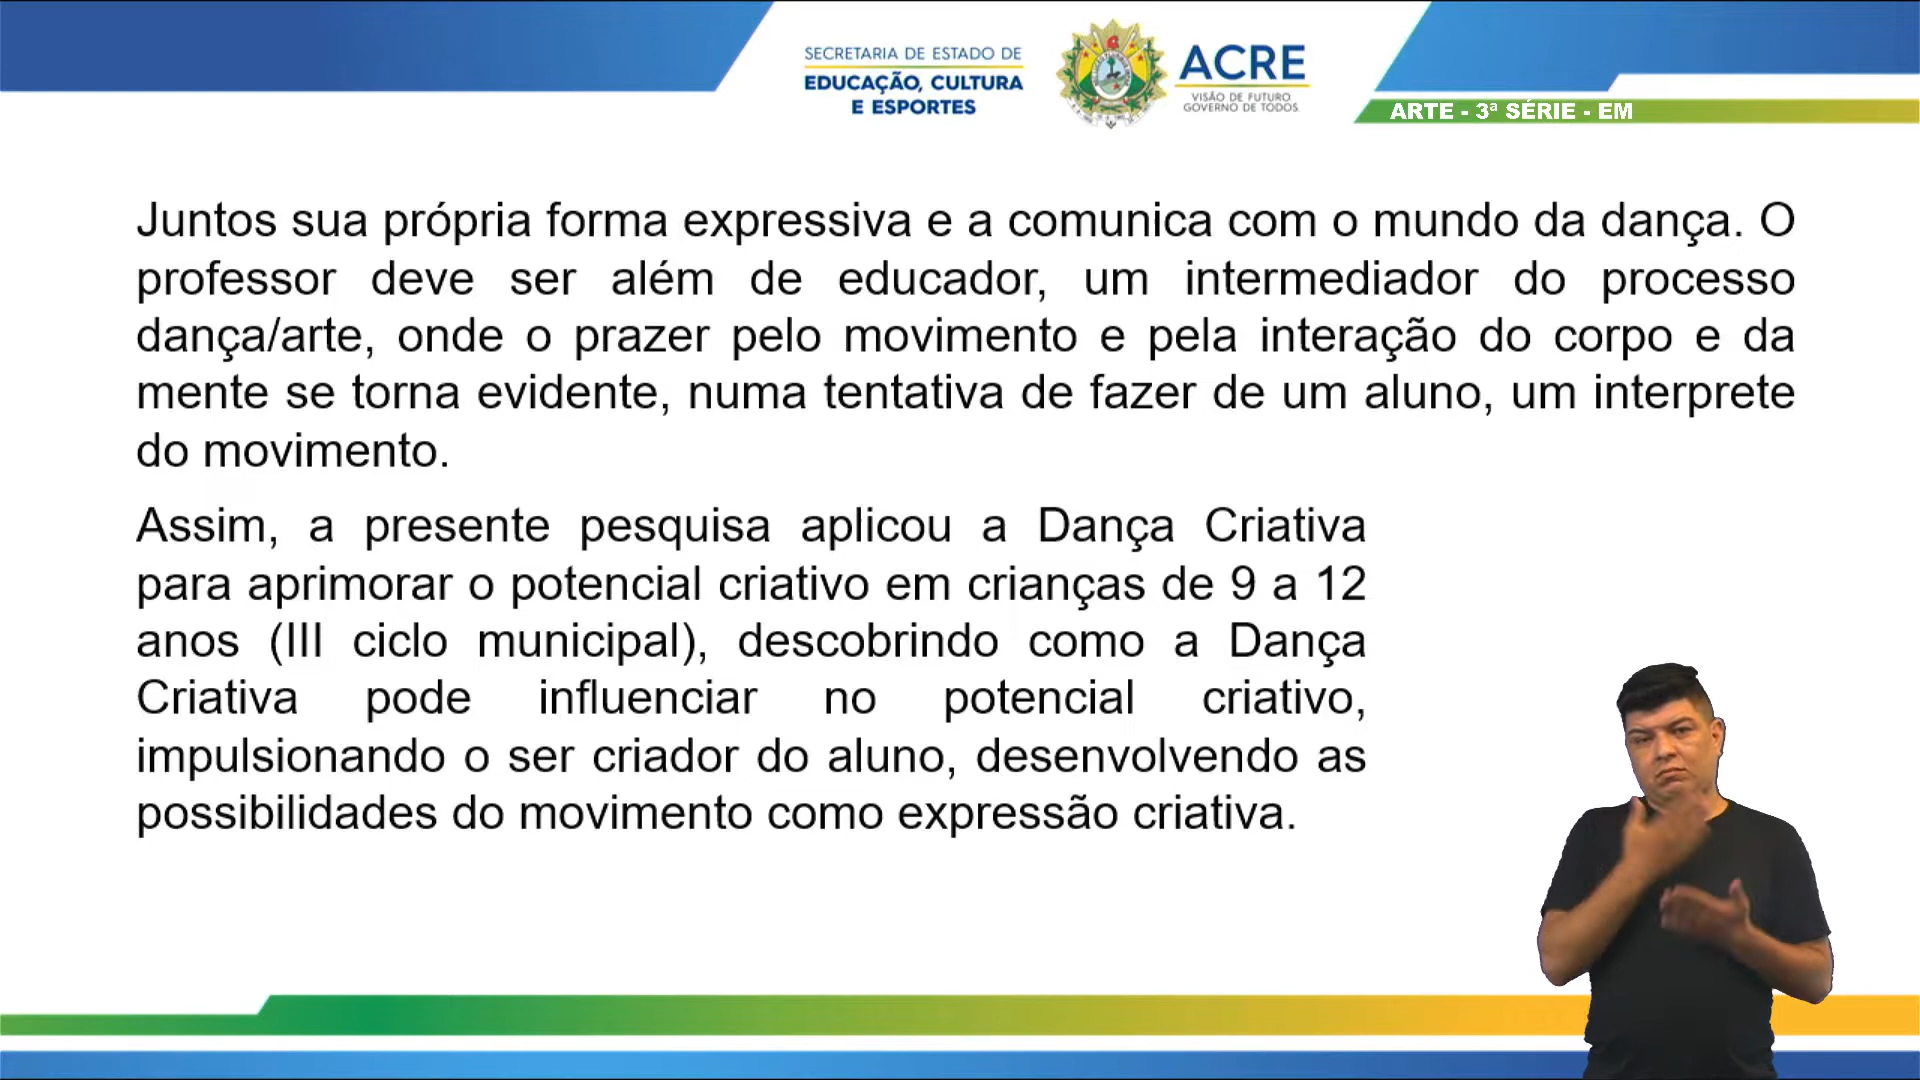 SECRETARIA DE ESTADO DE
EDUCAÇÃO, CULTURA
E ESPORTES
ACRE
VISÃO DE FUTURO.
GOVERNO DE TODOS.
ARTE - 3ª SÉRIE - EM
Juntos sua própria forma expressiva e a comunica com o mundo da dança. O
professor deve ser além de educador, um intermediador do processo
dança/arte, onde o prazer pelo movimento e pela interação do corpo e da
mente se torna evidente, numa tentativa de fazer de um aluno, um interprete
do movimento.
Assim, a presente pesquisa aplicou a Dança Criativa
para aprimorar o potencial criativo em crianças de 9 a 12
anos (III ciclo municipal), descobrindo como a Dança
Criativa pode influenciar no potencial criativo,
impulsionando o ser criador do aluno, desenvolvendo as
possibilidades do movimento como expressão criativa.